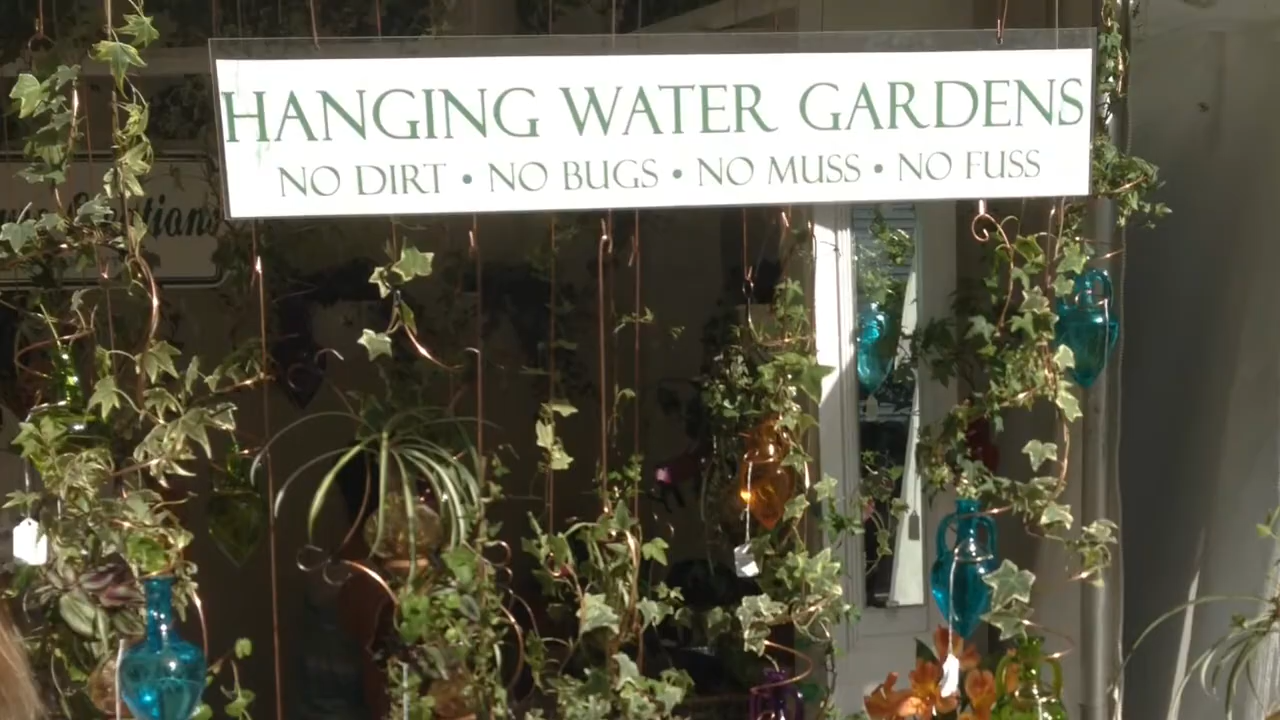 HANGING WATER GARDENS
NO DIRT • NO BUGS • NO MUSS • NO FUSS